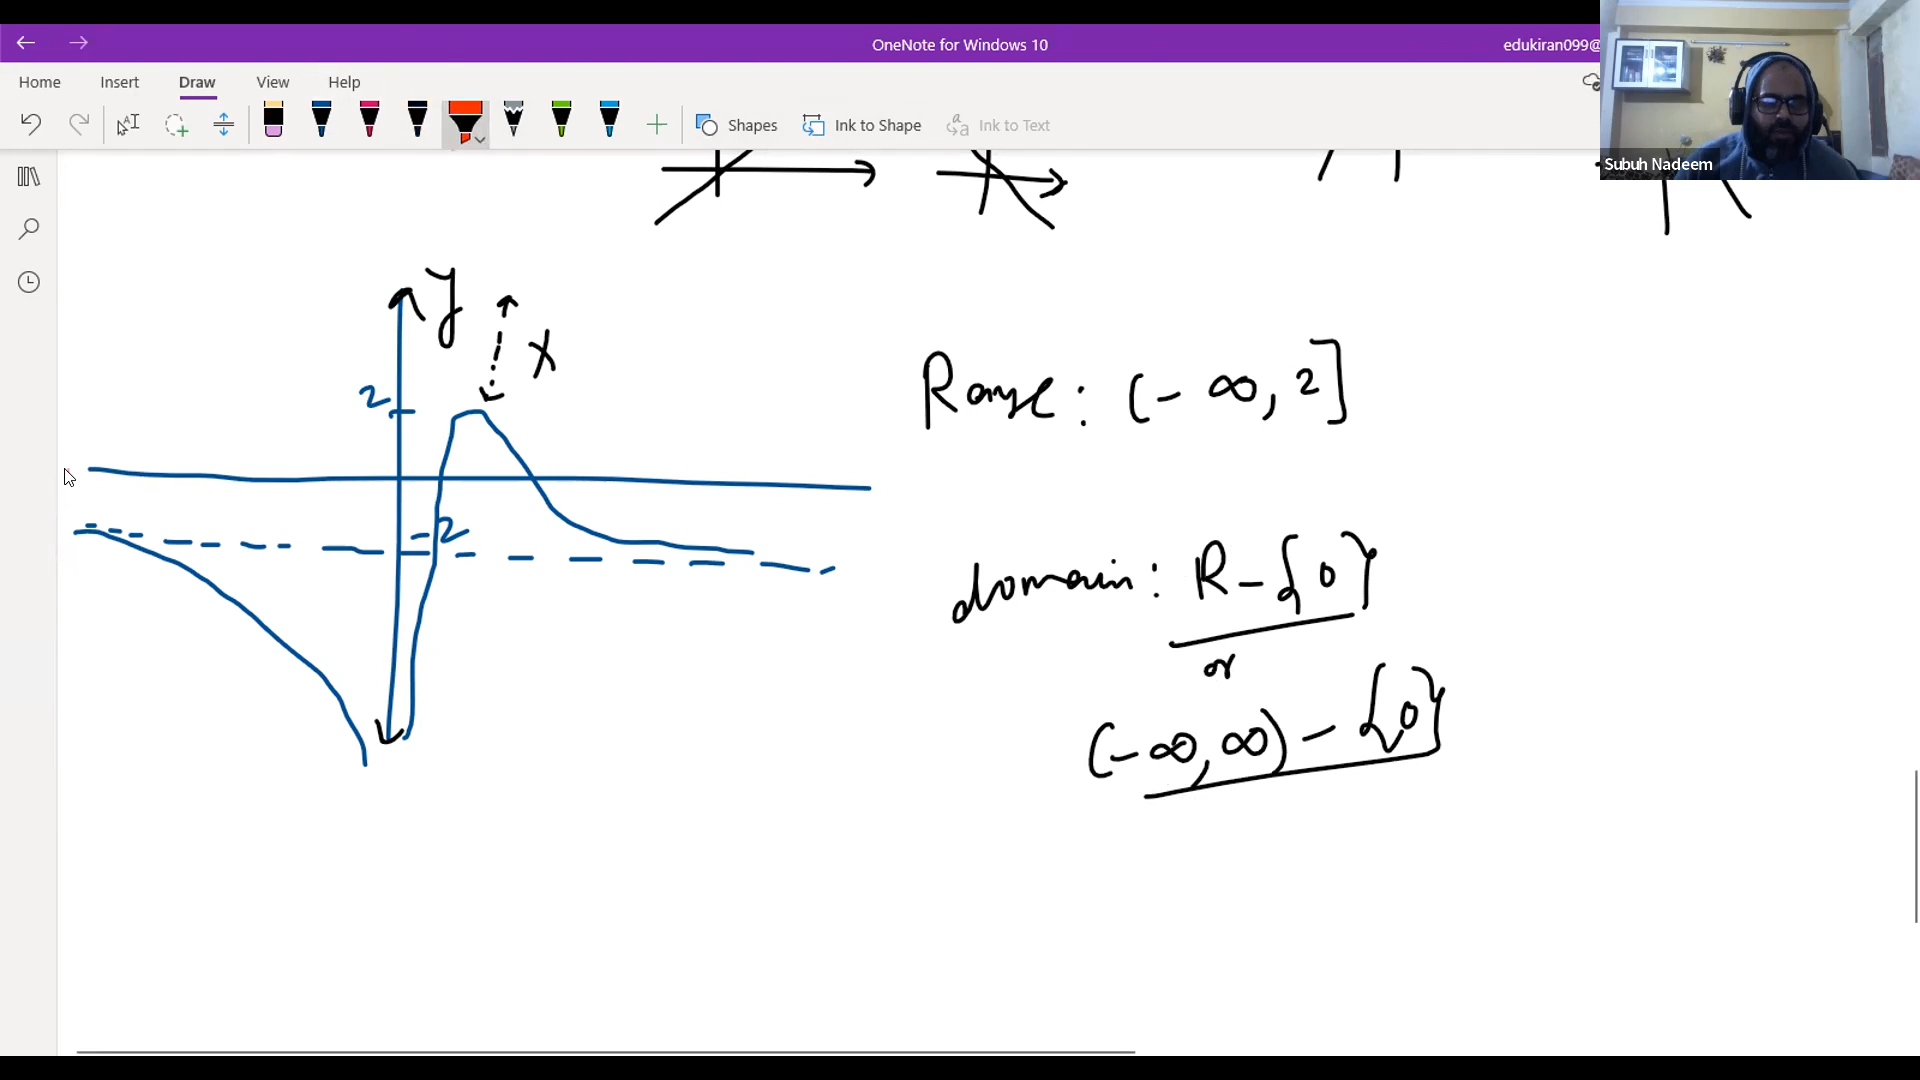 OneNote for Windows 10
edukiran099@
Home Insert Draw View Help
Shapes Ink to Shape Ink to Text
Subuh Nadeem
y
x
2
-2
Range: (-∞, 2]
domain: R-{0}
or
(-∞,∞) - {0}